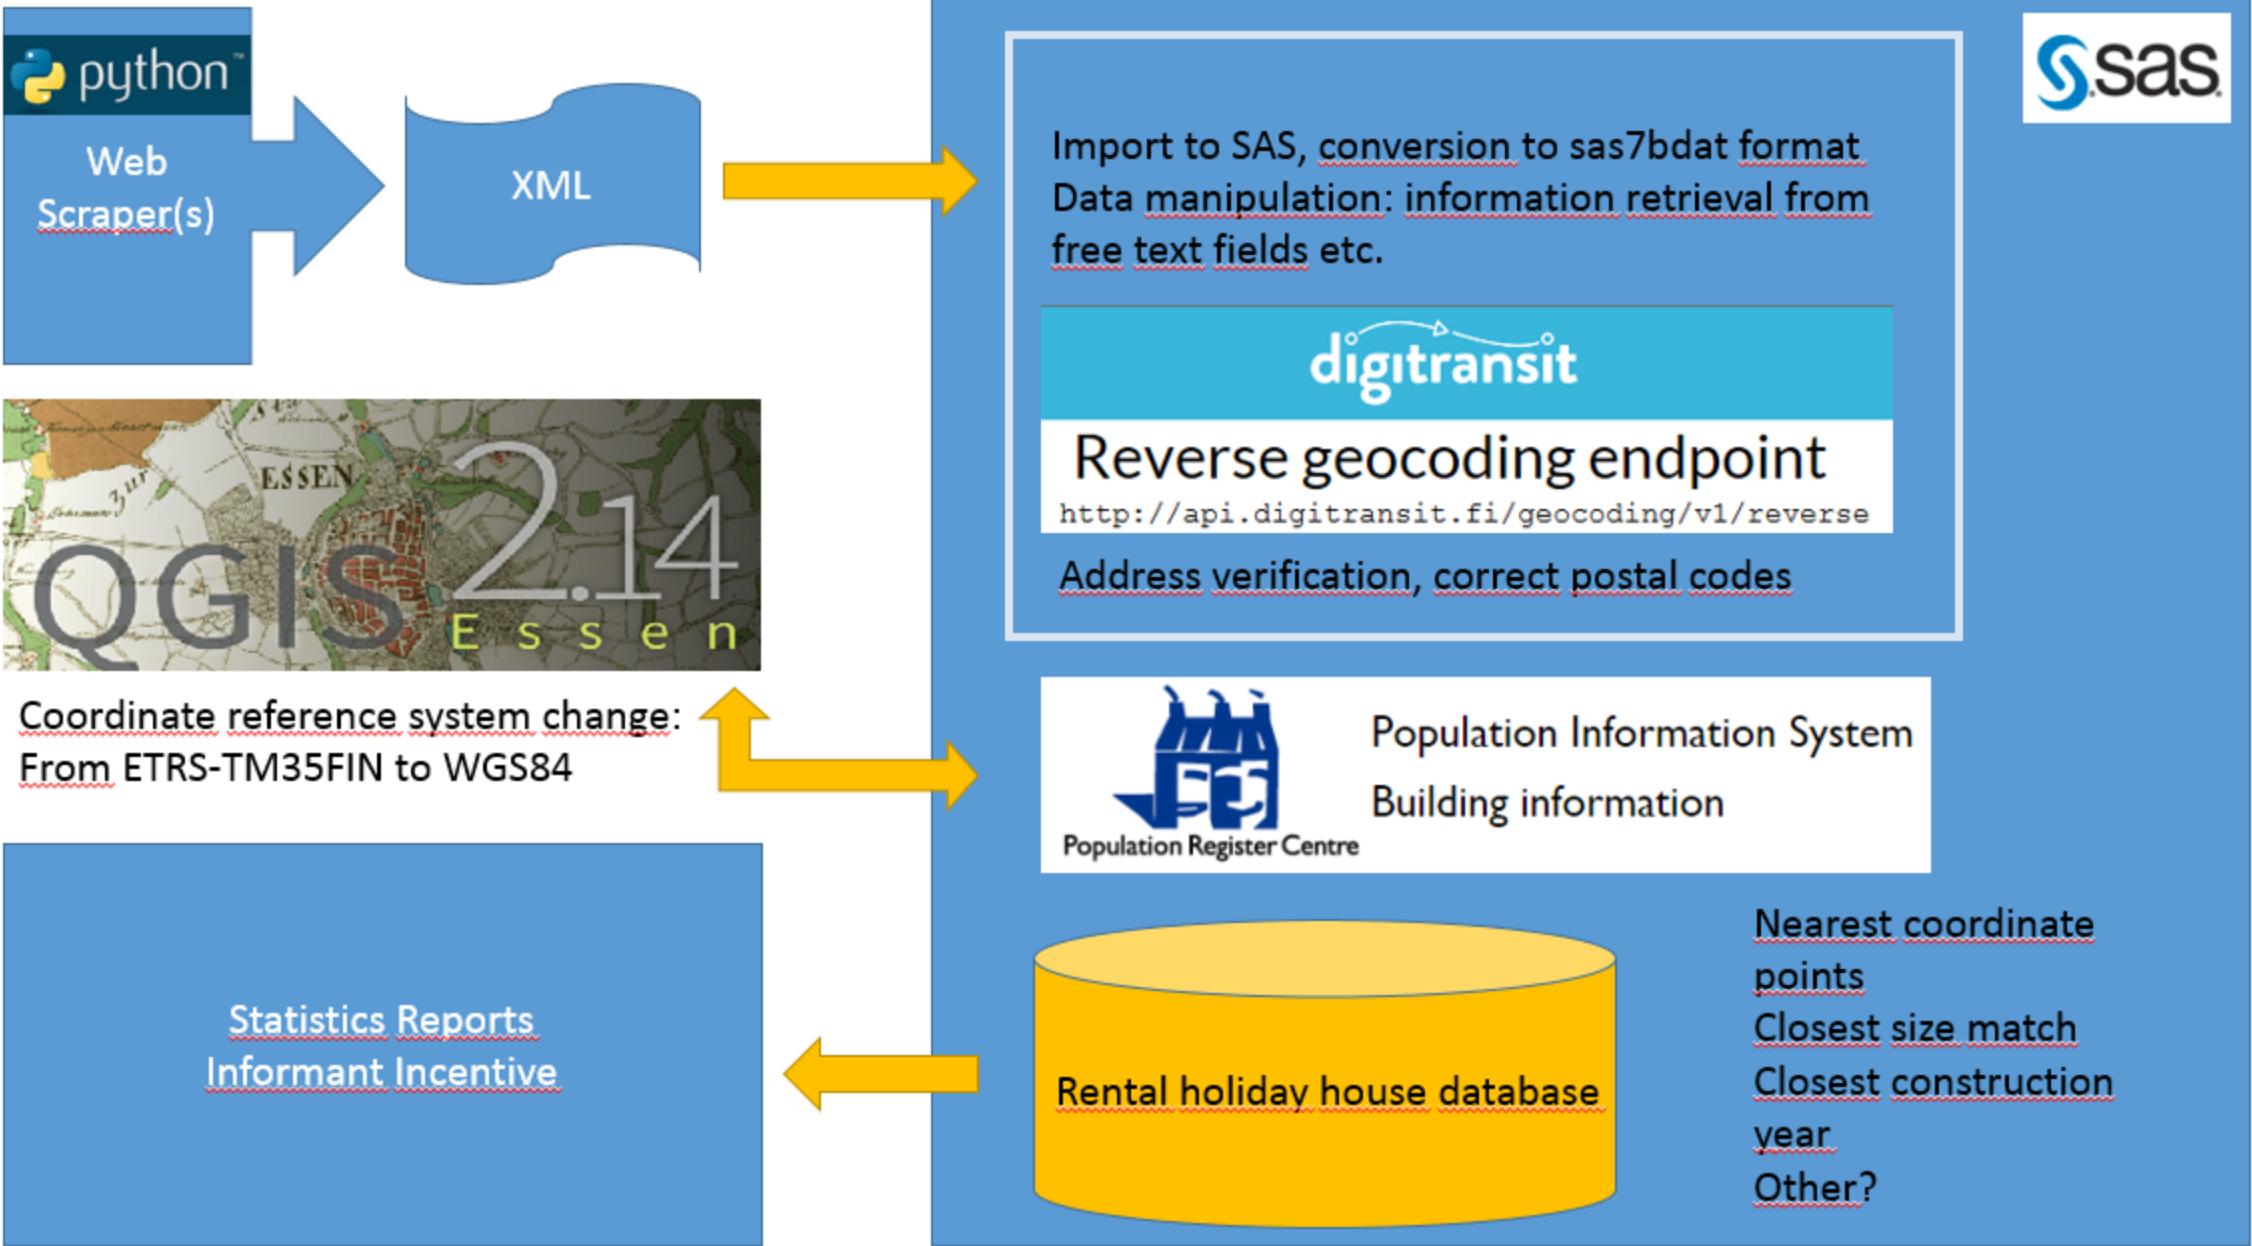 python™
Web
Scraper(s)
XML
sas
Import to SAS, conversion to sas7bdat format
Data manipulation: information retrieval from
free text fields etc.
digitransit
Reverse geocoding endpoint
http://api.digitransit.fi/geocoding/v1/reverse
Address verification, correct postal codes
ESSEN
QGIS 2.14
Essen
Coordinate reference system change:
From ETRS-TM35FIN to WGS84
Population Information System
Building information
Population Register Centre
Statistics Reports
Informant Incentive
Rental holiday house database
Nearest coordinate
points
Closest size match
Closest construction
year
Other?